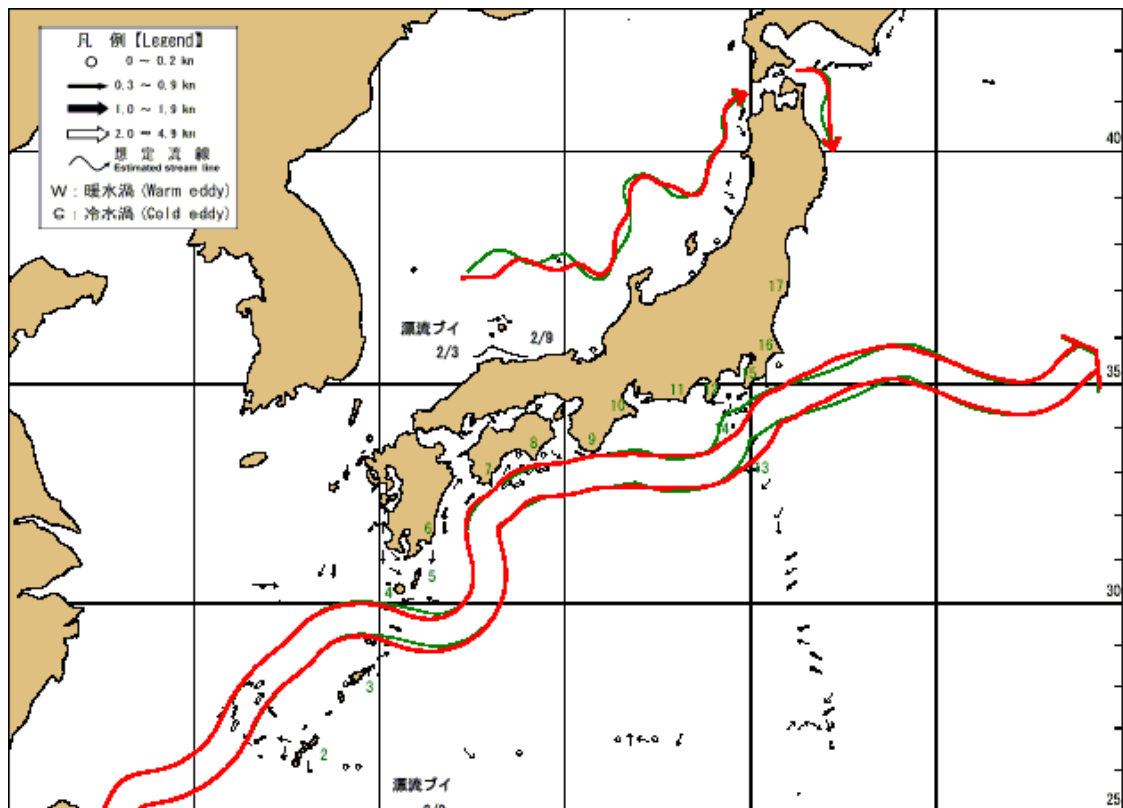 凡 例【Legend】
0 ～ 0.2 kn
0.3 ～ 0.9 kn
1.0 ～ 1.9 kn
2.0 ～ 4.9 kn
想 定 流 線
Estimated stream line
W : 暖水渦 (Warm eddy)
C : 冷水渦 (Cold eddy)
40
17
漂流ブイ
2/3 2/9
16
35
15
11
12
10
14
8
9
7
13
6
5
4
30
3
2
漂流ブイ
25